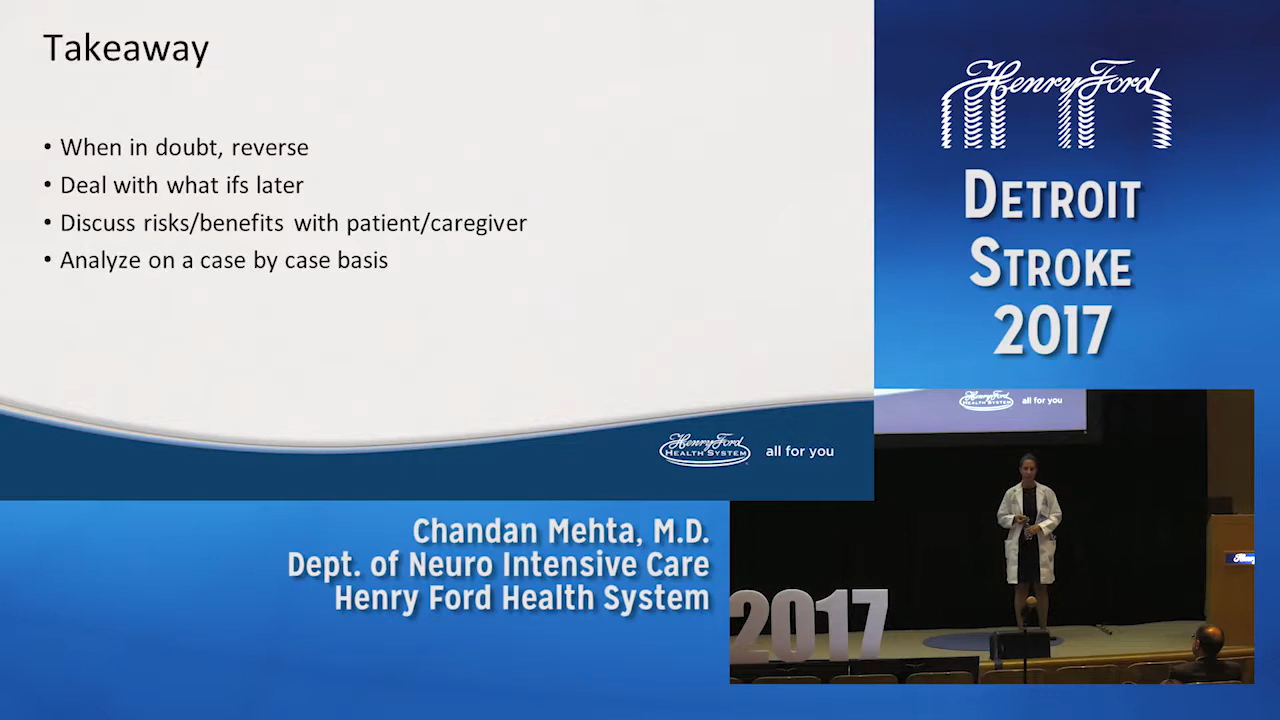 Takeaway
• When in doubt, reverse
• Deal with what ifs later
• Discuss risks/benefits with patient/caregiver
• Analyze on a case by case basis
Henry Ford
HEALTH SYSTEM
all for you
Henry Ford
DETROIT
STROKE
2017
Chandan Mehta, M.D.
Dept. of Neuro Intensive Care
Henry Ford Health System
Henry Ford
HEALTH SYSTEM
all for you
2017